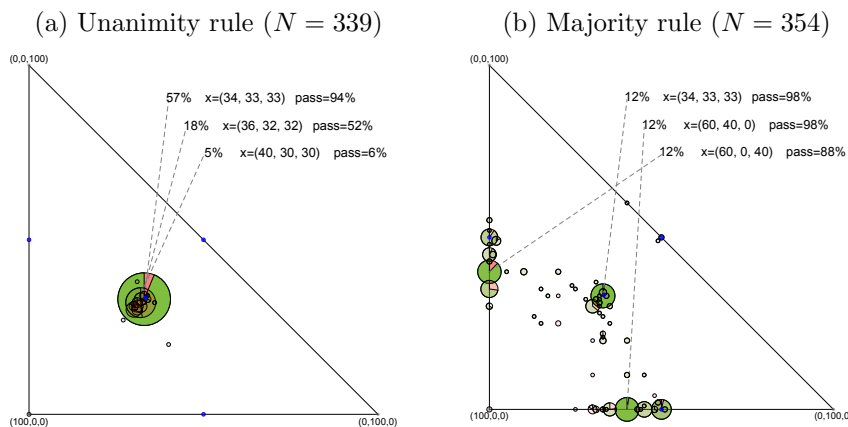 (a) Unanimity rule (N = 339)
(0,0,100)
57% x=(34, 33, 33) pass=94%
18% x=(36, 32, 32) pass=52%
5% x=(40, 30, 30) pass=6%
(100,0,0)
(0,100,0)
(b) Majority rule (N = 354)
(0,0,100)
12% x=(34, 33, 33) pass=98%
12% x=(60, 40, 0) pass=98%
12% x=(60, 0, 40) pass=88%
(100,0,0)
(0,100,0)